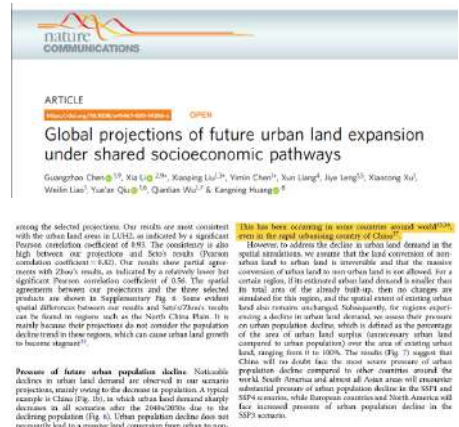 nature
COMMUNICATIONS
ARTICLE
OPEN
Global projections of future urban land expansion
under shared socioeconomic pathways
Guangzhao Chen, Xia Li, Xiaoping Liu, Yimin Chen, Xun Liang, Jiye Leng, Xiaocong Xu,
Weilin Liao, Yue'an Qiu, Qianlian Wu & Kangning Huang
among the selected projections. Our results are most consistent
with the urban land areas in LUH2, as indicated by a significant
Pearson correlation coefficient of 0.93. The consistency is also
high between our projections and Seto's results (Pearson
correlation coefficient = 0.82). Our results show partial agree-
ments with Zhou's results, as indicated by a relatively lower but
significant Pearson correlation coefficient of 0.56. The spatial
agreements between our projections and the three selected
products are shown in Supplementary Fig. 6. Some evident
spatial differences between our results and Seto's/Zhou's results
can be found in regions such as the North China Plain. It is
mainly because their projections do not consider the population
decline trend in these regions, which can cause urban land growth
to become stagnant
Pressure of future urban population decline. Noticeable
declines in urban land demand are observed in our scenario
projections, mainly owing to the decrease in population. A typical
example is China (Fig. 1b), in which urban land demand sharply
decreases in all scenarios after the 2040s/2050s due to the
declining population (Fig. 6). Urban population decline does not
necessarily lead to a massive land conversion from urban to non-
This has been occurring in some countries around world
even in the rapid urbanising country of China
However, to address the decline in urban land demand in the
spatial simulations, we assume that the land conversion of non-
urban land to urban land is irreversible and that the massive
conversion of urban land to non-urban land is not allowed. For a
certain region, if its estimated urban land demand is smaller than
its total area of the already built-up, then no changes are
simulated for this region, and the spatial extent of existing urban
land also remains unchanged. Subsequently, for regions experi-
encing a decline in urban land demand, we assess their pressure
on urban population decline, which is defined as the percentage
of the area of urban land surplus (unnecessary urban land
compared to urban population) over the area of existing urban
land, ranging from 0 to 100%. The results (Fig. 7) suggest that
China will no doubt face the most severe pressure of urban
population decline compared to other countries around the
world. South America and almost all Asian areas will encounter
substantial pressure of urban population decline in the SSP1 and
SSP4 scenarios, while European countries and North America will
face increased pressure of urban population decline in the
SSP3 scenario.